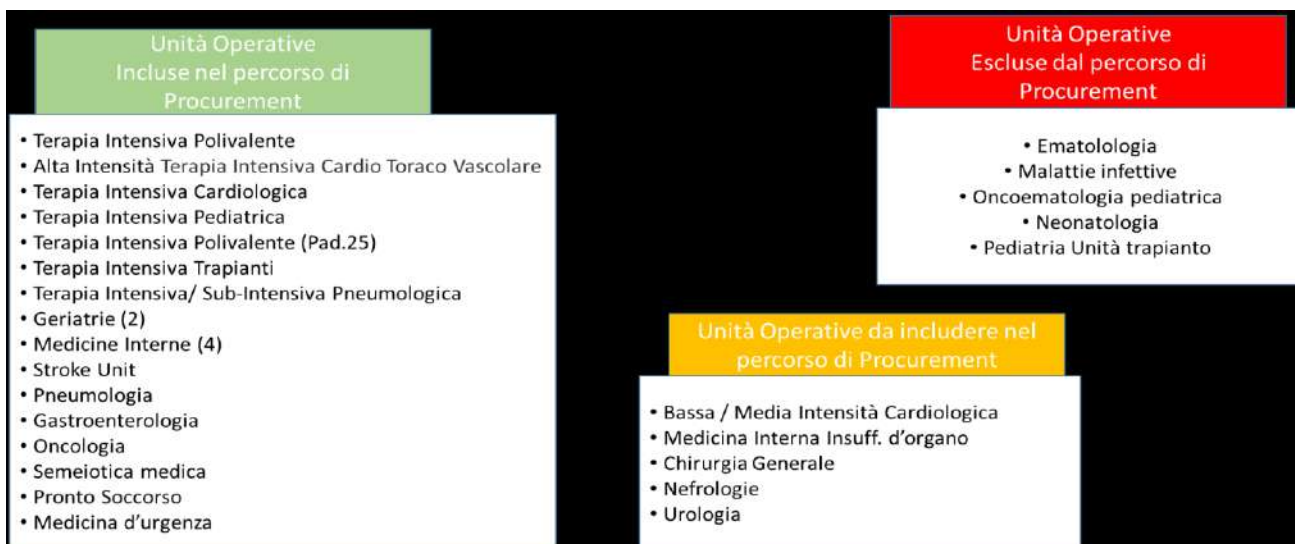 Unità Operative
Incluse nel percorso di
Procurement
• Terapia Intensiva Polivalente
• Alta Intensità Terapia Intensiva Cardio Toraco Vascolare
• Terapia Intensiva Cardiologica
• Terapia Intensiva Pediatrica
• Terapia Intensiva Polivalente (Pad.25)
• Terapia Intensiva Trapianti
• Terapia Intensiva/ Sub-Intensiva Pneumologica
• Geriatrie (2)
• Medicine Interne (4)
• Stroke Unit
• Pneumologia
• Gastroenterologia
• Oncologia
• Semeiotica medica
• Pronto Soccorso
• Medicina d'urgenza
Unità Operative
Escluse dal percorso di
Procurement
• Ematolologia
• Malattie infettive
• Oncoematologia pediatrica
• Neonatologia
• Pediatria Unità trapianto
Unità Operative da includere nel
percorso di Procurement
• Bassa / Media Intensità Cardiologica
• Medicina Interna Insuff. d'organo
• Chirurgia Generale
• Nefrologie
• Urologia